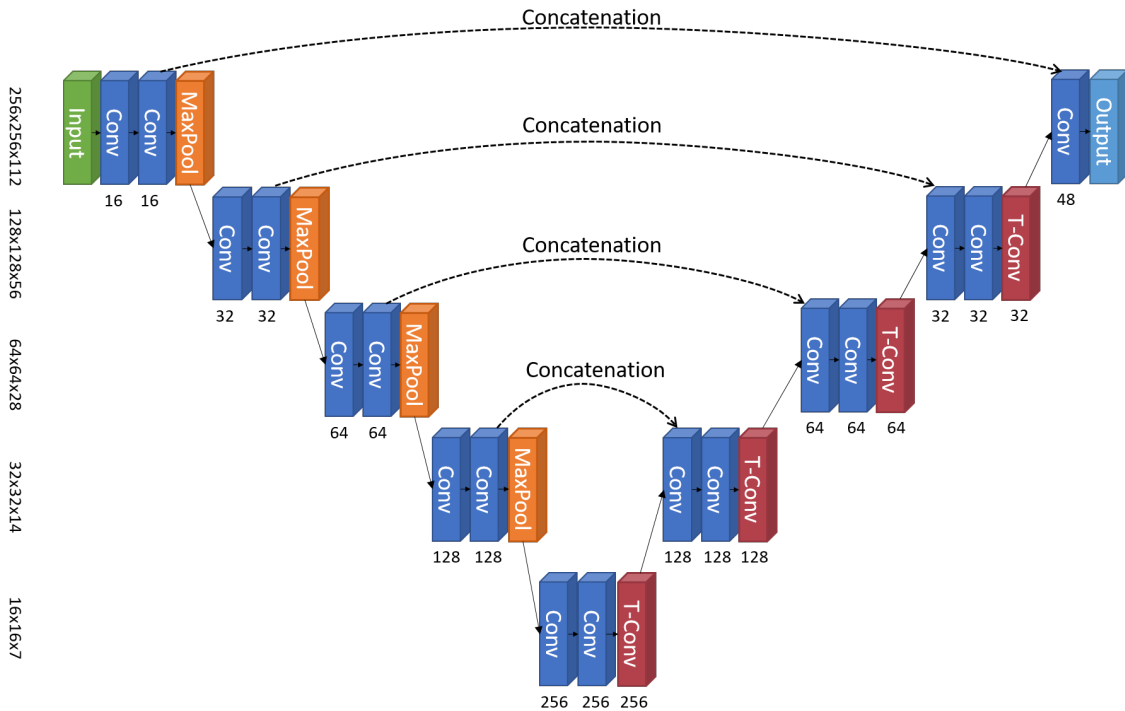 Concatenation
256x256x112
Input
Conv
Conv
MaxPool
Conv
Output
16
16
48
Concatenation
128x128x56
Conv
Conv
MaxPool
Conv
Conv
T-Conv
32
32
32
32
32
Concatenation
64x64x28
Conv
Conv
MaxPool
Conv
Conv
T-Conv
64
64
64
64
64
Concatenation
32x32x14
Conv
Conv
MaxPool
Conv
Conv
T-Conv
128
128
128
128
128
16x16x7
Conv
Conv
T-Conv
256
256
256